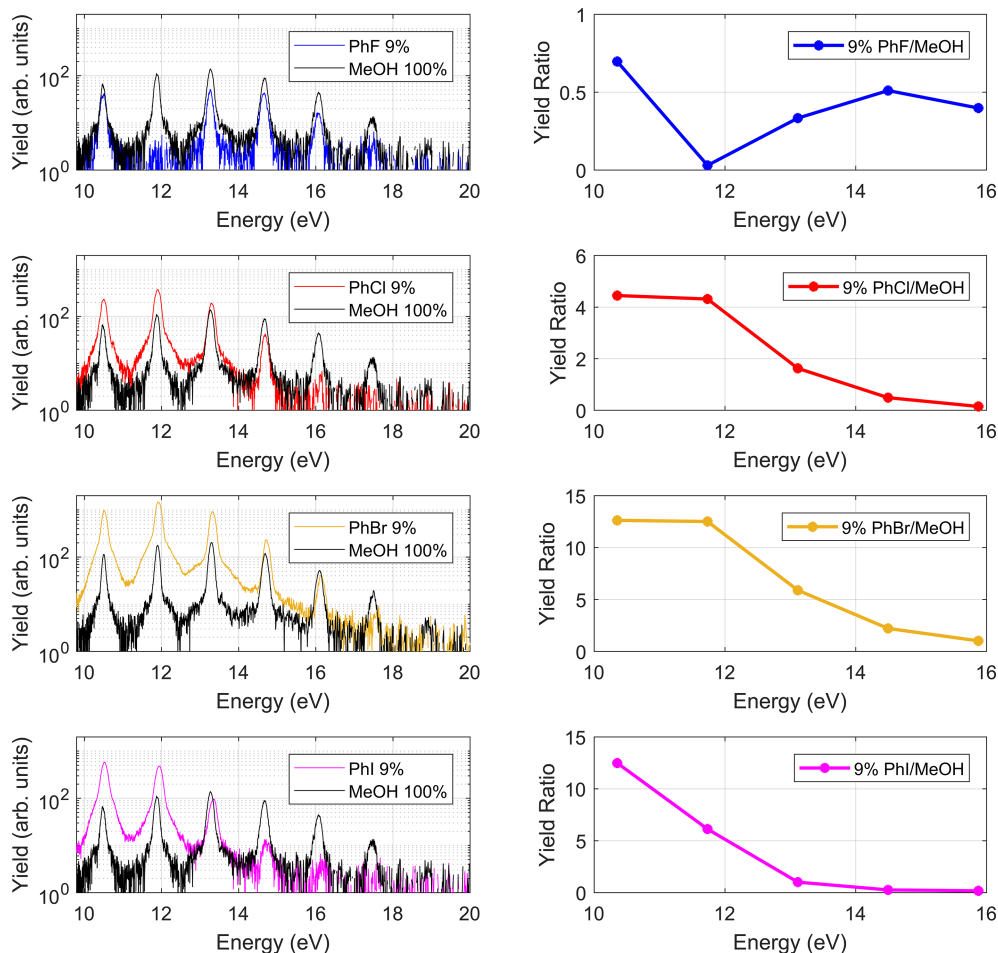 PhF 9%
MeOH 100%
10^2
10^0
10 12 14 16 18 20
Energy (eV)
Yield (arb. units)
9% PhF/MeOH
1
0.5
0
10 12 14 16
Energy (eV)
Yield Ratio
PhCl 9%
MeOH 100%
10^2
10^0
10 12 14 16 18 20
Energy (eV)
Yield (arb. units)
9% PhCl/MeOH
6
4
2
0
10 12 14 16
Energy (eV)
Yield Ratio
PhBr 9%
MeOH 100%
10^2
10^0
10 12 14 16 18 20
Energy (eV)
Yield (arb. units)
9% PhBr/MeOH
15
10
5
0
10 12 14 16
Energy (eV)
Yield Ratio
PhI 9%
MeOH 100%
10^2
10^0
10 12 14 16 18 20
Energy (eV)
Yield (arb. units)
9% PhI/MeOH
15
10
5
0
10 12 14 16
Energy (eV)
Yield Ratio